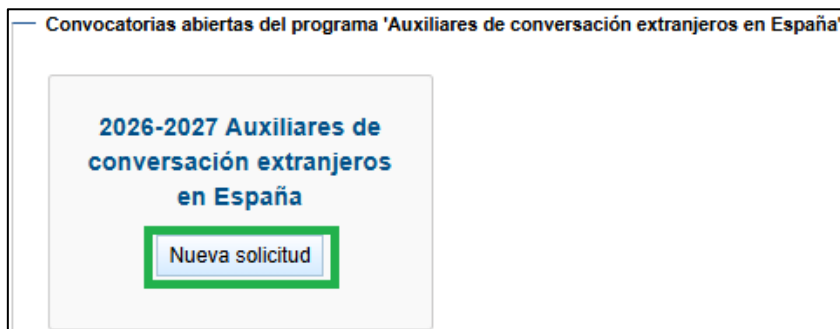 Convocatorias abiertas del programa 'Auxiliares de conversación extranjeros en España'
2026-2027 Auxiliares de
conversación extranjeros
en España
Nueva solicitud